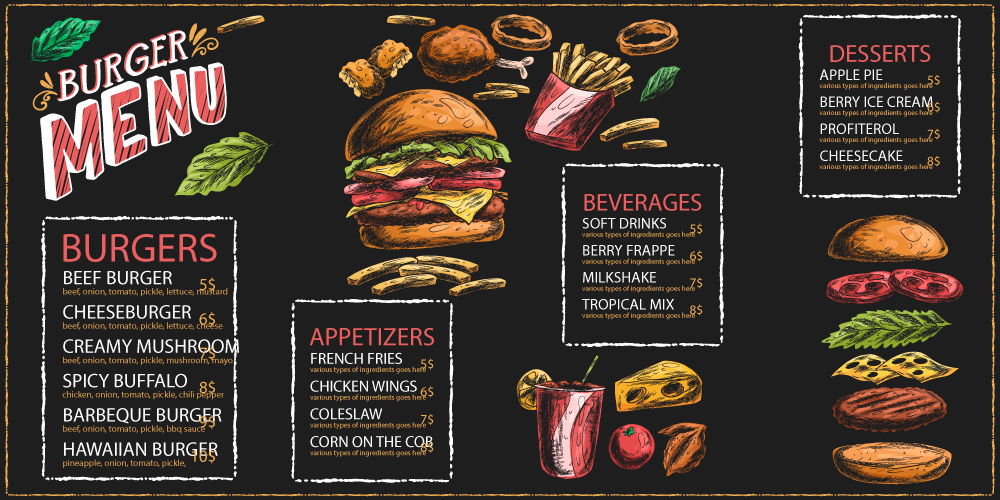 BURGER
MENU
BURGERS
BEEF BURGER 5$
beef, onion, tomato, pickle, lettuce, mustard
CHEESEBURGER 6$
beef, onion, tomato, pickle, lettuce, cheese
CREAMY MUSHROOM 7$
beef, onion, tomato, pickle, mushroom, mayo
SPICY BUFFALO 8$
chicken, onion, tomato, pickle, chili pepper
BARBEQUE BURGER 9$
beef, onion, tomato, pickle, bbq sauce
HAWAIIAN BURGER 10$
pineapple, onion, tomato, pickle,
APPETIZERS
FRENCH FRIES 5$
various types of ingredients goes here
CHICKEN WINGS 6$
various types of ingredients goes here
COLESLAW 7$
various types of ingredients goes here
CORN ON THE COB 8$
various types of ingredients goes here
BEVERAGES
SOFT DRINKS 5$
various types of ingredients goes here
BERRY FRAPPE 6$
various types of ingredients goes here
MILKSHAKE 7$
various types of ingredients goes here
TROPICAL MIX 8$
various types of ingredients goes here
DESSERTS
APPLE PIE 5$
various types of ingredients goes here
BERRY ICE CREAM 6$
various types of ingredients goes here
PROFITEROL 7$
various types of ingredients goes here
CHEESECAKE 8$
various types of ingredients goes here